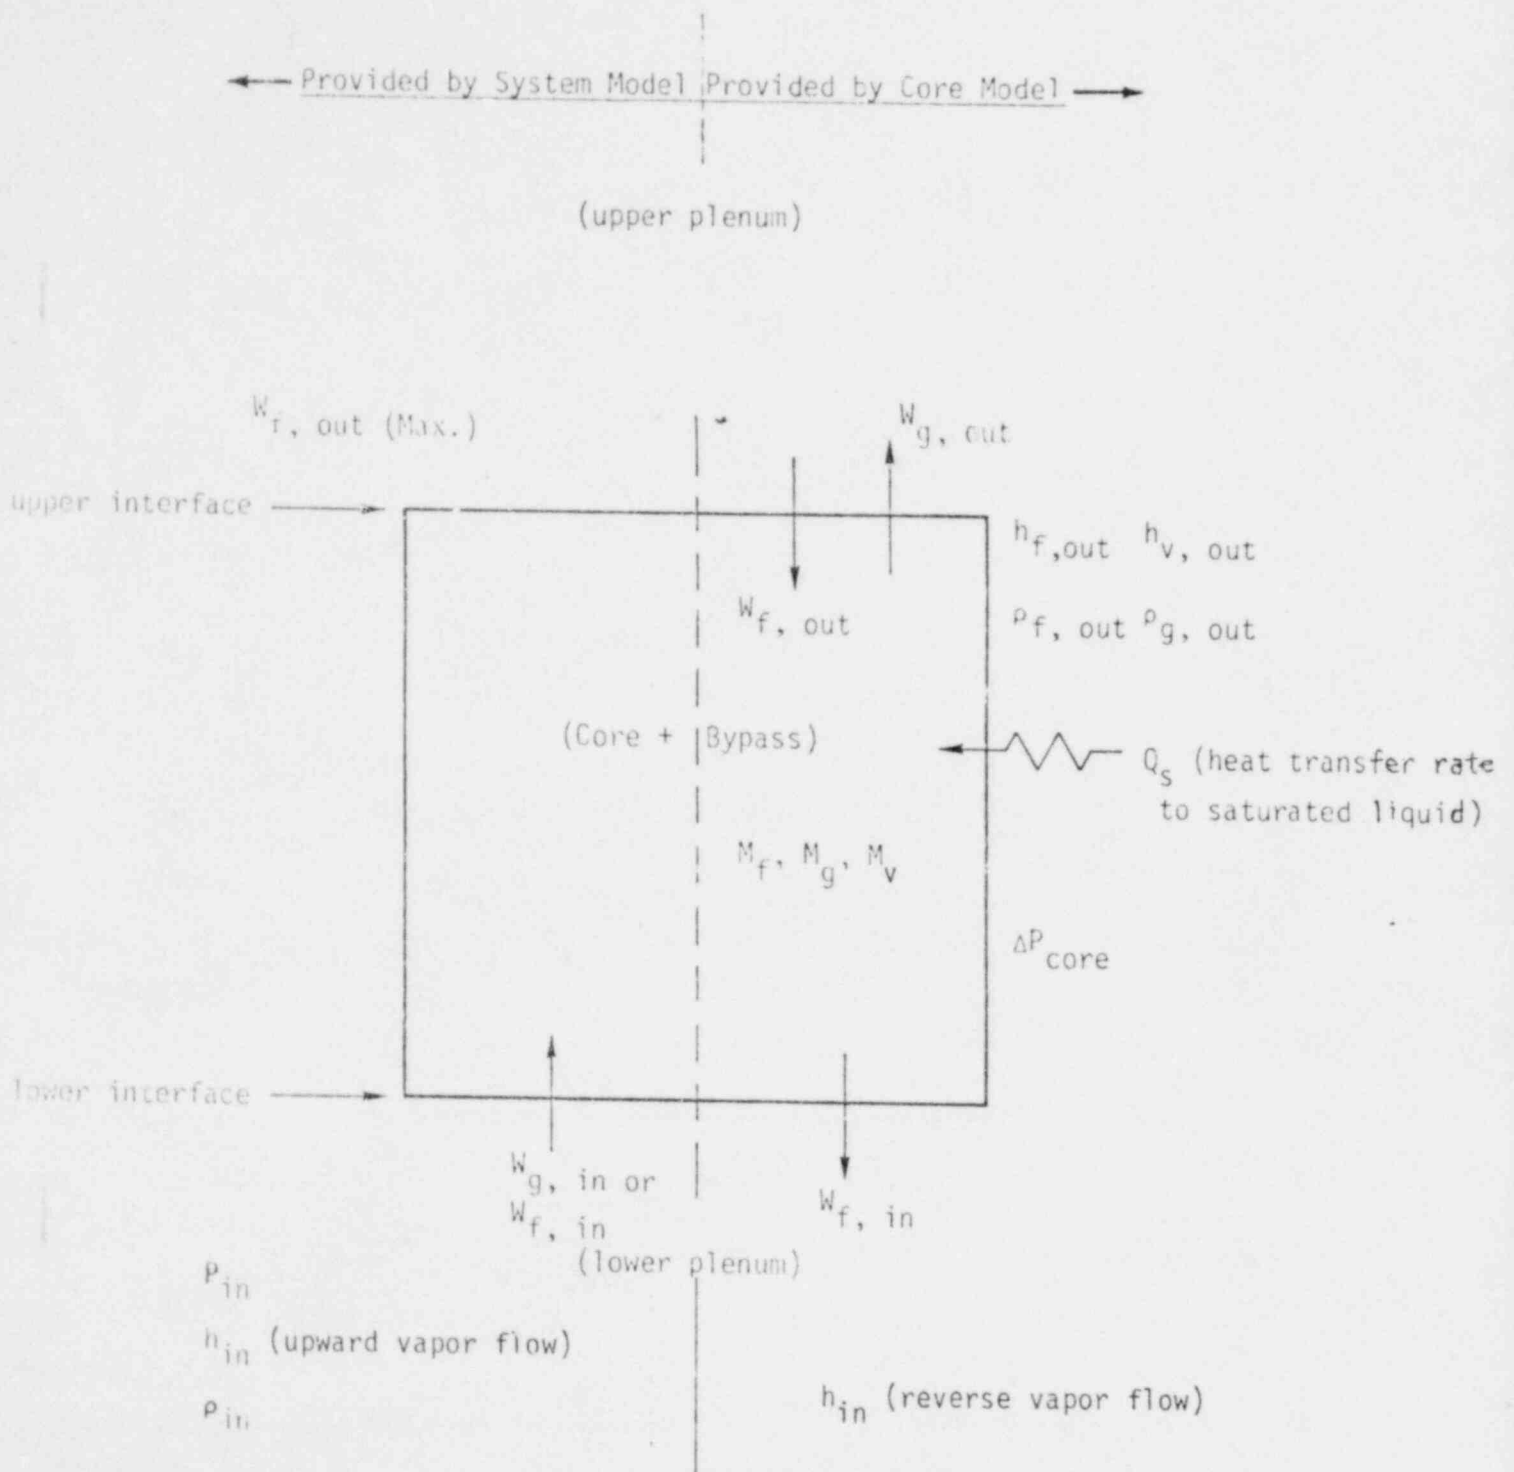 Provided by System Model Provided by Core Model
(upper plenum)
W_f, out (Max.)
W_g, out
upper interface
h_f,out h_v, out
W_f, out
ρ_f, out ρ_g, out
(Core + Bypass)
Q_s (heat transfer rate
to saturated liquid)
M_f, M_g, M_v
ΔP_core
lower interface
W_g, in or
W_f, in
W_f, in
(lower plenum)
P_in
h_in (upward vapor flow)
h_in (reverse vapor flow)
ρ_in